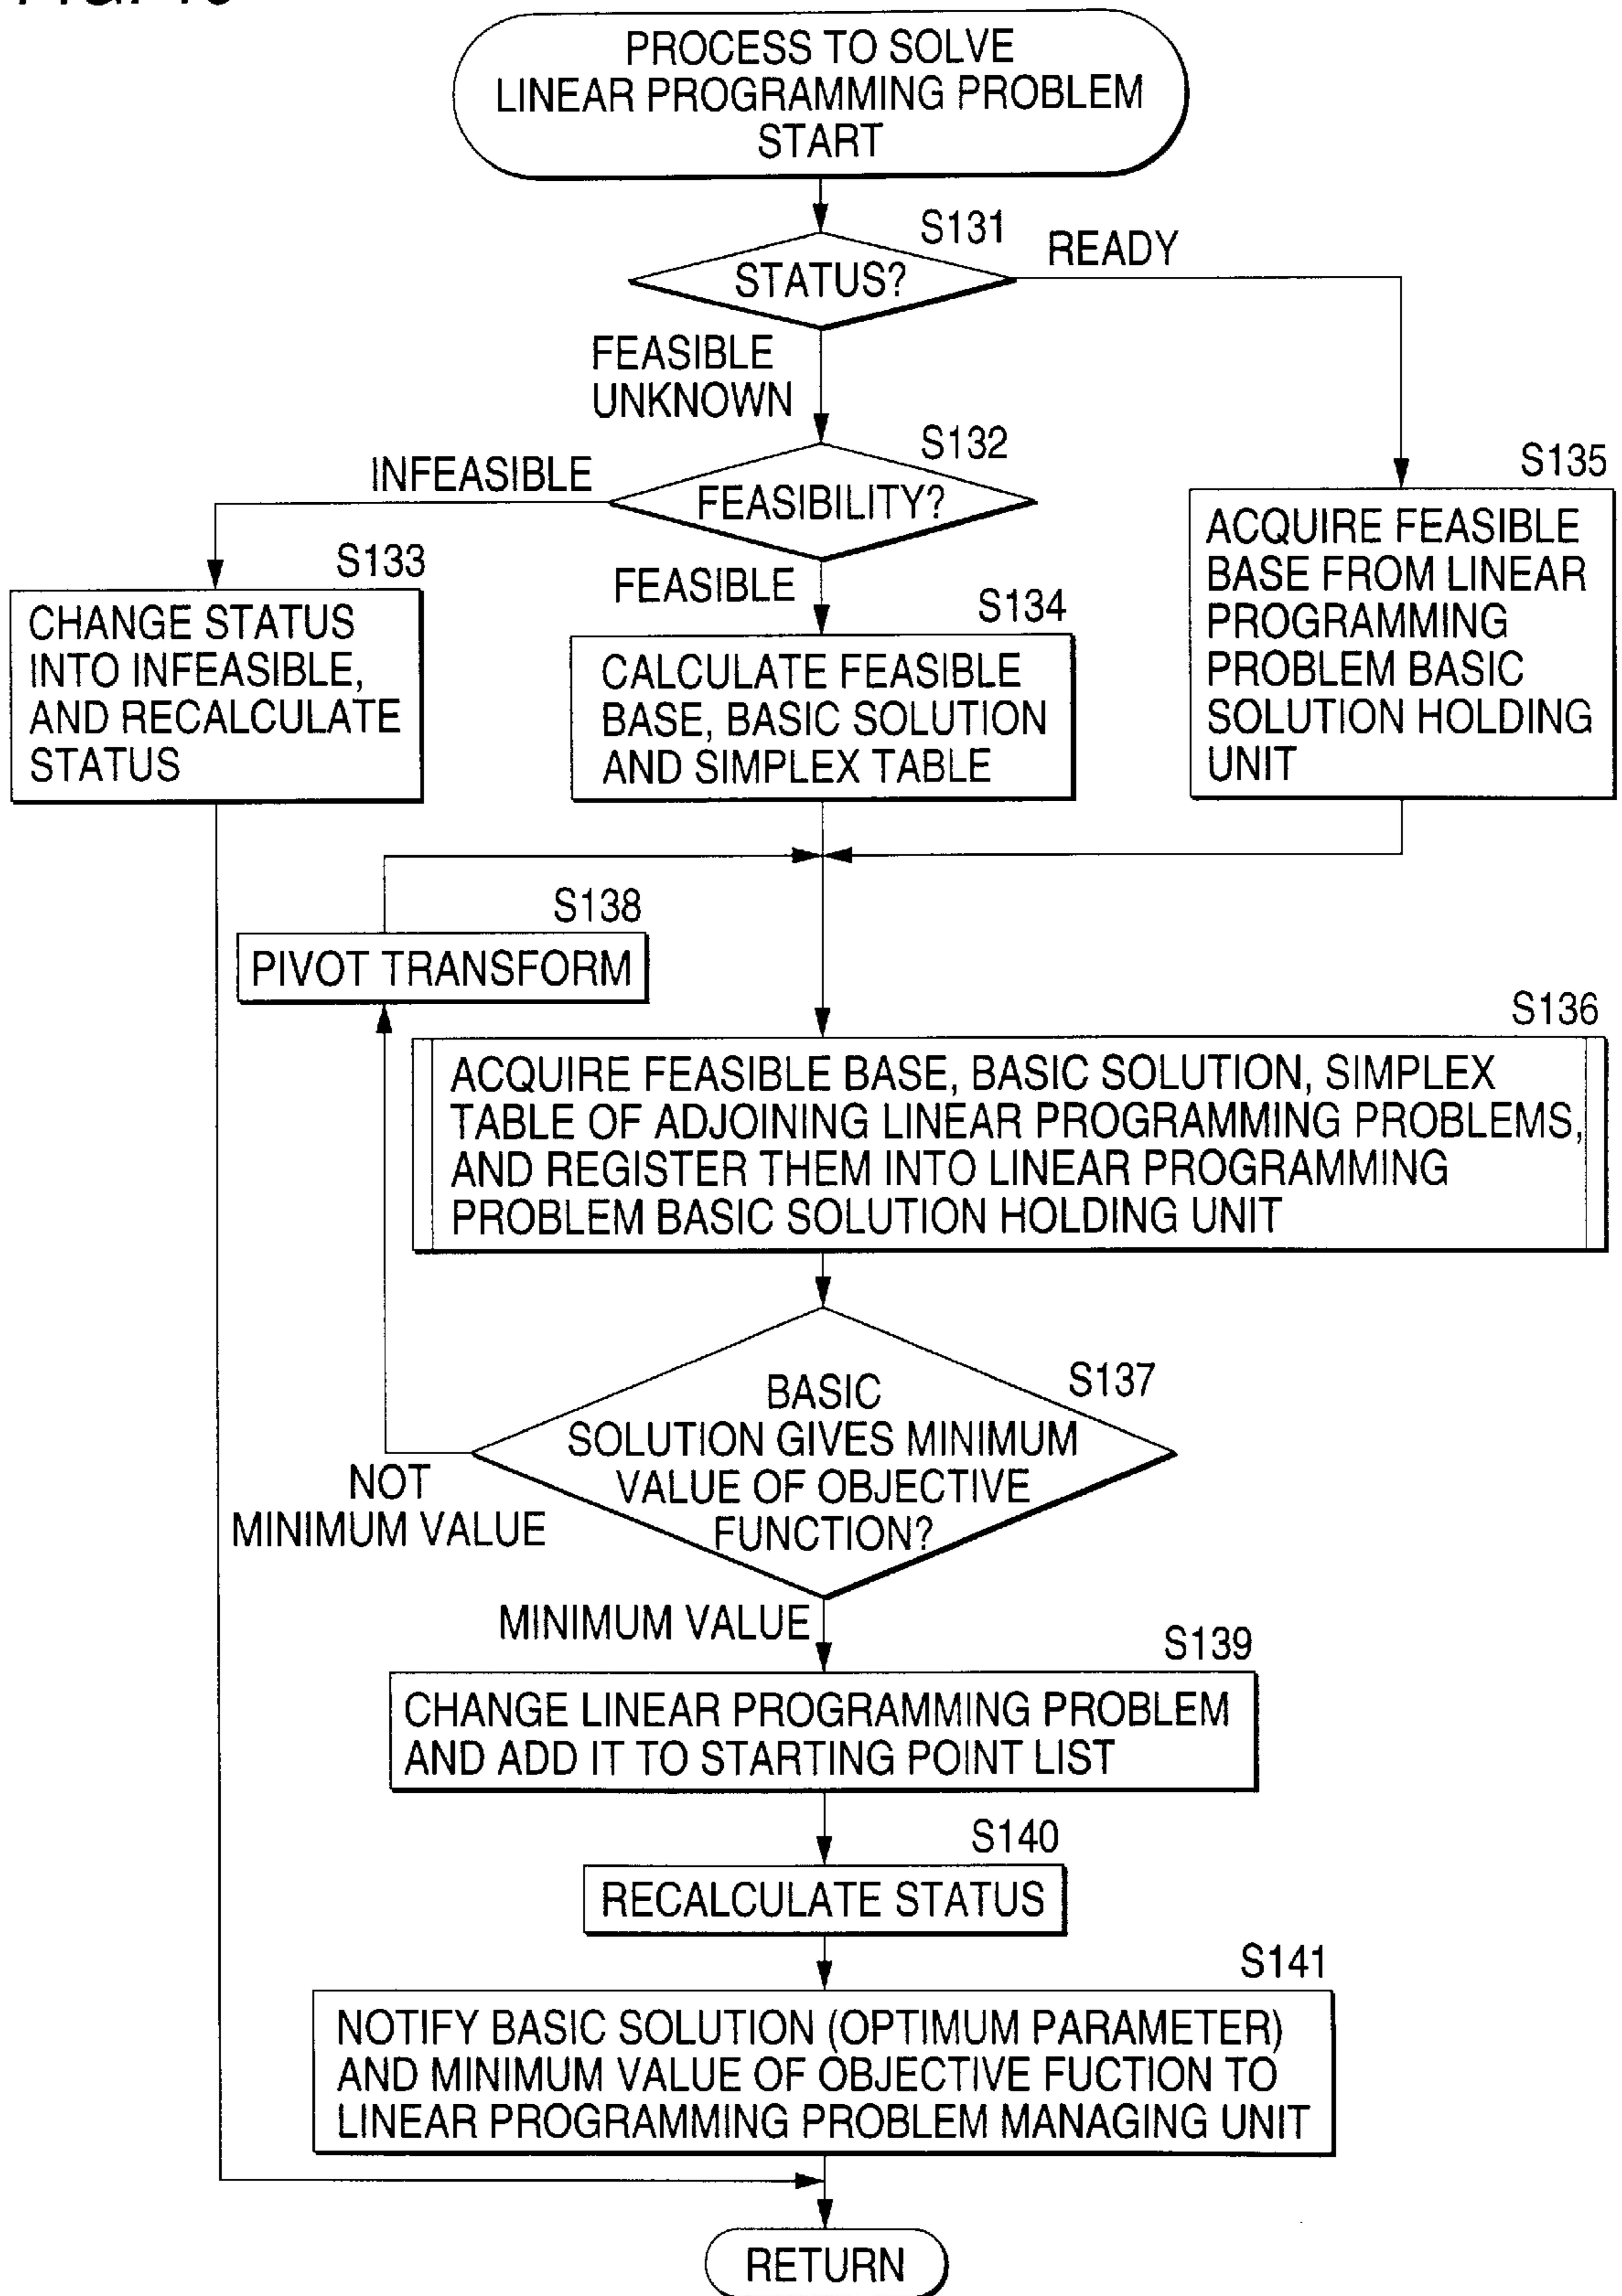 PROCESS TO SOLVE
LINEAR PROGRAMMING PROBLEM
START
S131
STATUS?
READY
FEASIBLE
UNKNOWN
S132
FEASIBILITY?
INFEASIBLE
S135
ACQUIRE FEASIBLE
BASE FROM LINEAR
PROGRAMMING
PROBLEM BASIC
SOLUTION HOLDING
UNIT
S133
CHANGE STATUS
INTO INFEASIBLE,
AND RECALCULATE
STATUS
FEASIBLE
S134
CALCULATE FEASIBLE
BASE, BASIC SOLUTION
AND SIMPLEX TABLE
S138
PIVOT TRANSFORM
S136
ACQUIRE FEASIBLE BASE, BASIC SOLUTION, SIMPLEX
TABLE OF ADJOINING LINEAR PROGRAMMING PROBLEMS,
AND REGISTER THEM INTO LINEAR PROGRAMMING
PROBLEM BASIC SOLUTION HOLDING UNIT
S137
BASIC
SOLUTION GIVES MINIMUM
VALUE OF OBJECTIVE
FUNCTION?
NOT
MINIMUM VALUE
MINIMUM VALUE
S139
CHANGE LINEAR PROGRAMMING PROBLEM
AND ADD IT TO STARTING POINT LIST
S140
RECALCULATE STATUS
S141
NOTIFY BASIC SOLUTION (OPTIMUM PARAMETER)
AND MINIMUM VALUE OF OBJECTIVE FUCTION TO
LINEAR PROGRAMMING PROBLEM MANAGING UNIT
RETURN